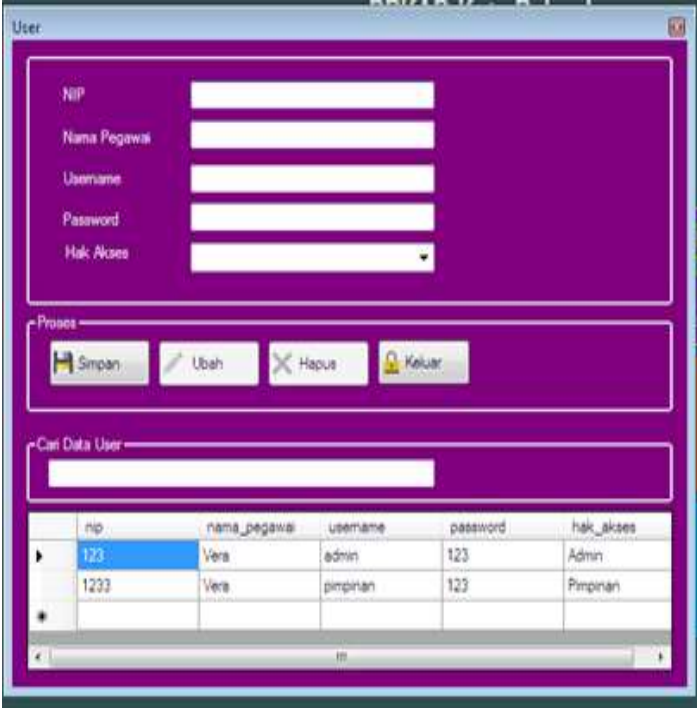 User
NIP
Nama Pegawai
Username
Password
Hak Akses
Proses
Simpan Ubah Hapus Keluar
Cari Data User
nip nama_pegawai username password hak_akses
123 Vera admin 123 Admin
1233 Vera pimpinan 123 Pimpinan